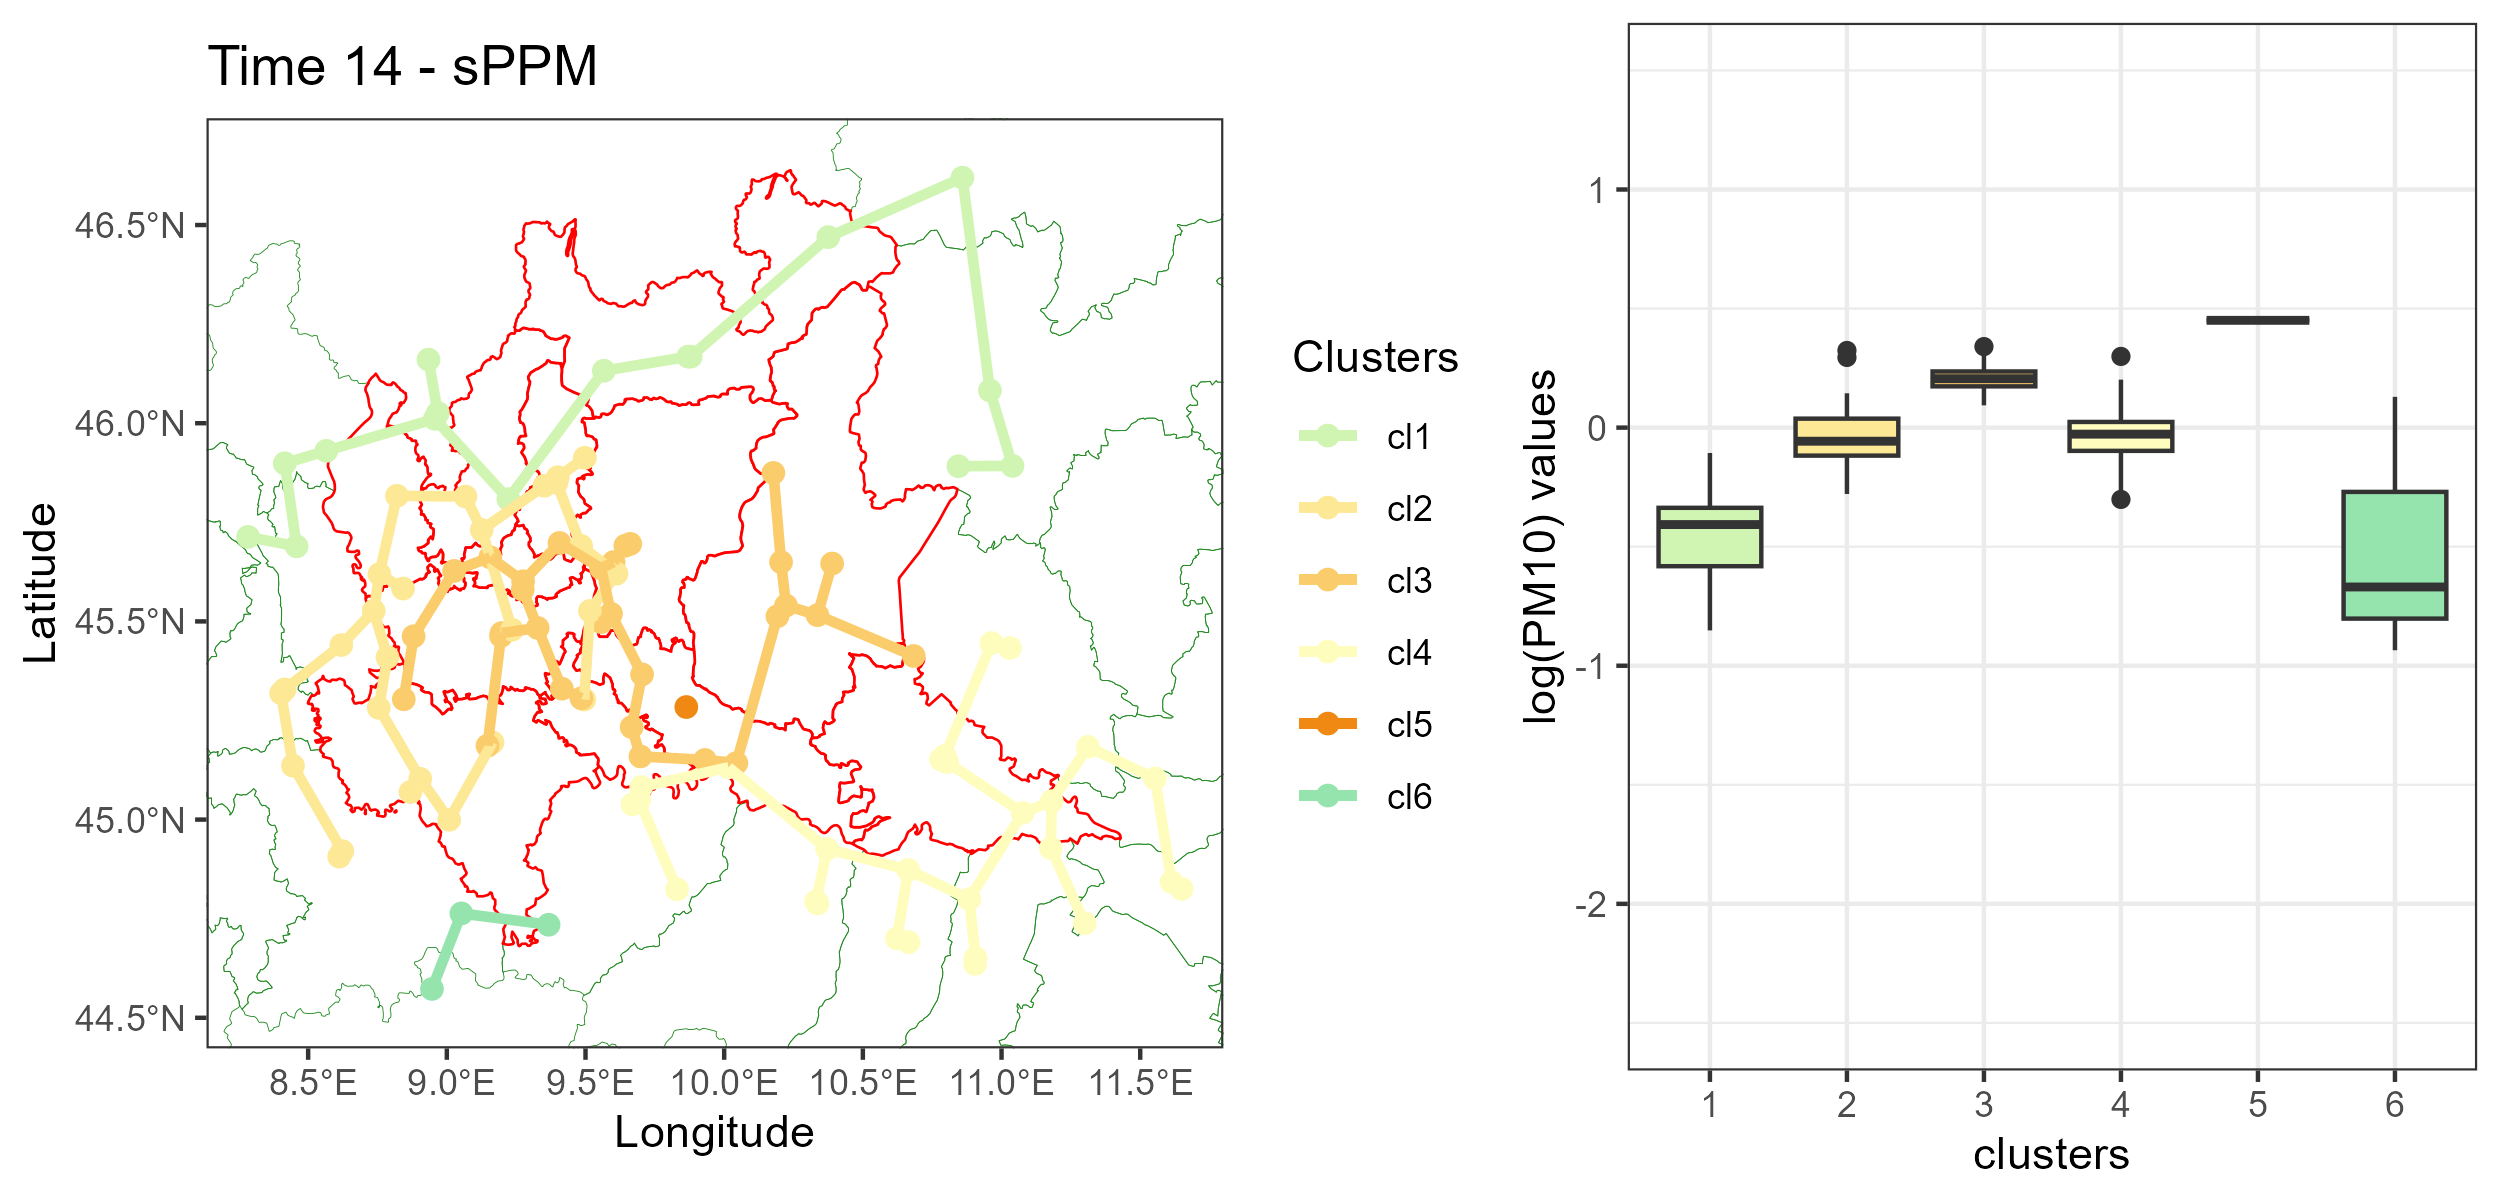 Time 14 - sPPM
46.5°N
46.0°N
45.5°N
45.0°N
44.5°N
Latitude
8.5°E 9.0°E 9.5°E 10.0°E 10.5°E 11.0°E 11.5°E
Longitude
Clusters
cl1
cl2
cl3
cl4
cl5
cl6
log(PM10) values
1
0
-1
-2
1 2 3 4 5 6
clusters